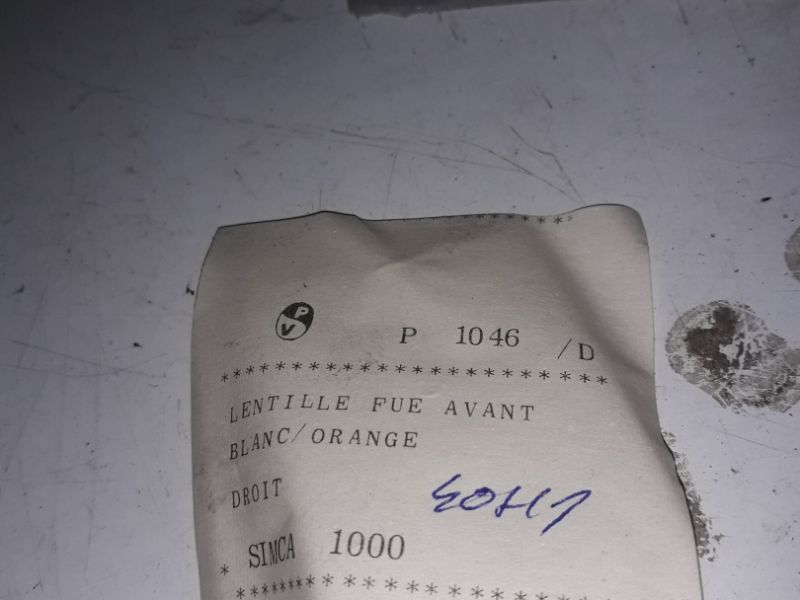 P V
P 1046 /D
*************************
LENTILLE FUE AVANT
BLANC/ORANGE
DROIT
* SIMCA 1000